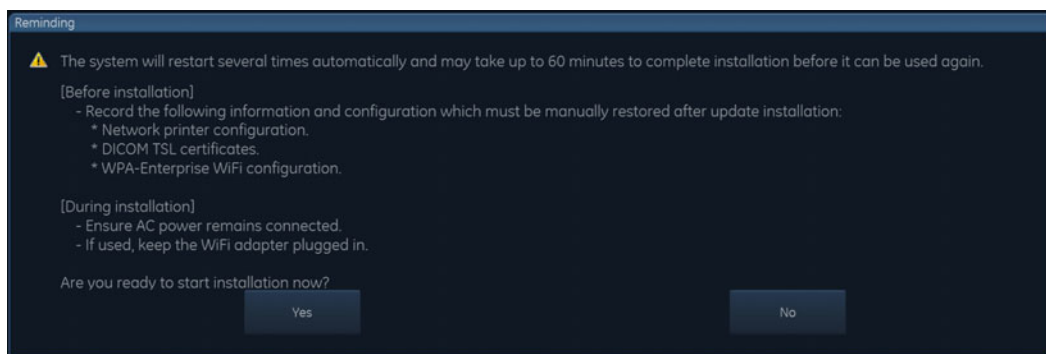 Reminding
The system will restart several times automatically and may take up to 60 minutes to complete installation before it can be used again.
[Before installation]
- Record the following information and configuration which must be manually restored after update installation:
* Network printer configuration.
* DICOM TSL certificates.
* WPA-Enterprise WiFi configuration.
[During installation]
- Ensure AC power remains connected.
- If used, keep the WiFi adapter plugged in.
Are you ready to start installation now?
Yes No